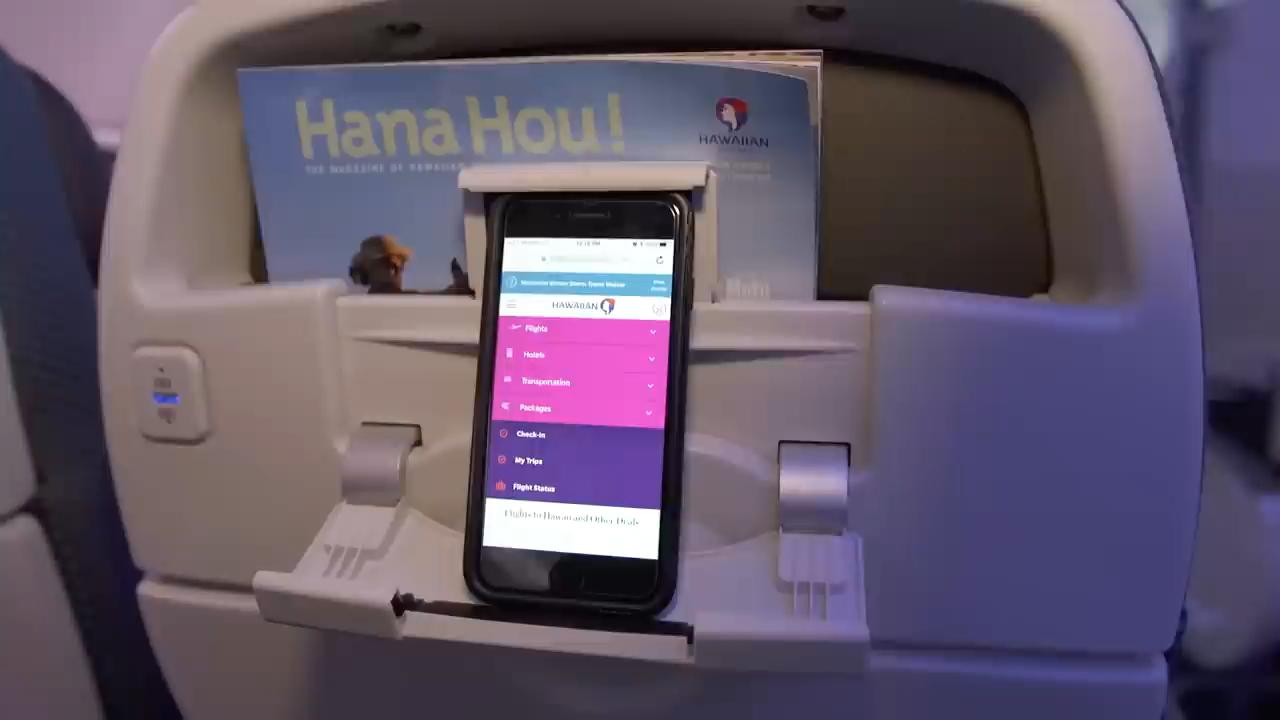 Hana Hou!
HAWAIIAN
THE MAGAZINE OF HAWAIIAN
HAWAIIAN
Flights
Hotels
Transportation
Packages
Check-In
My Trips
Flight Status
Flights to Hawaii and Other Deals